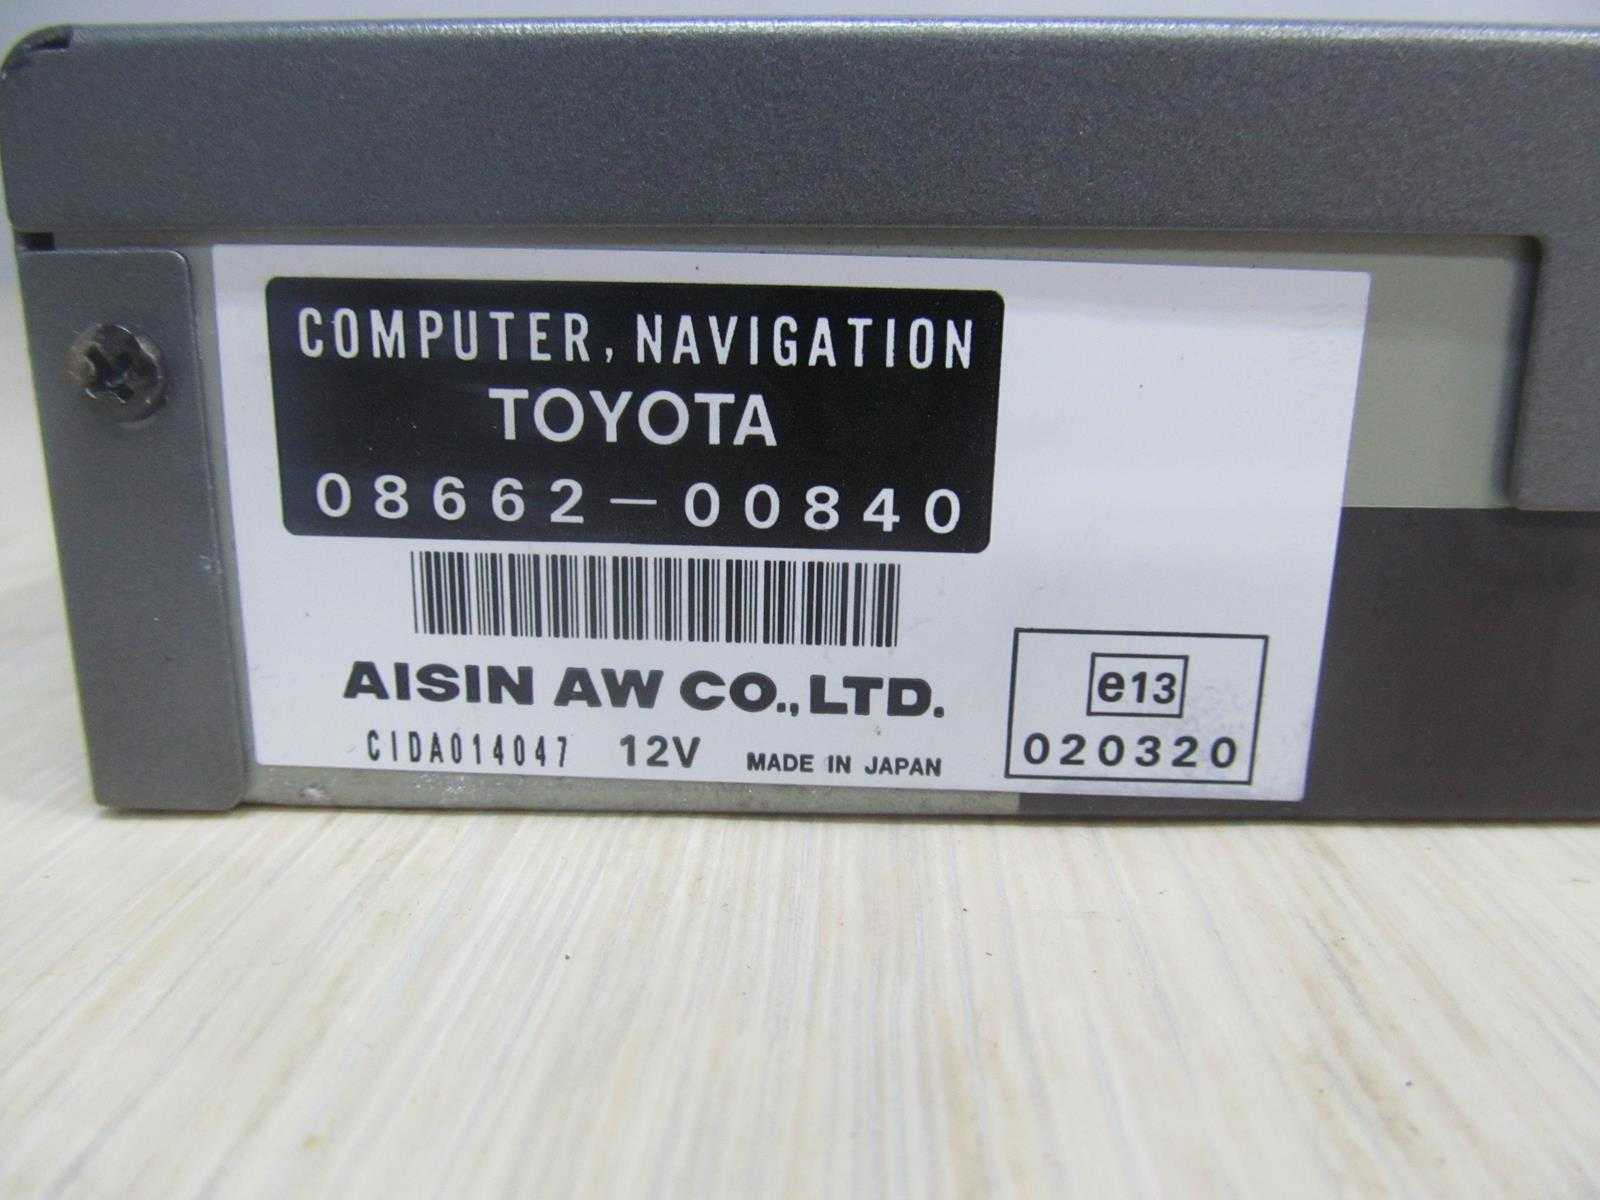 COMPUTER, NAVIGATION
TOYOTA
08662-00840
AISIN AW CO.,LTD.
CIDA014047 12V MADE IN JAPAN
e13
020320